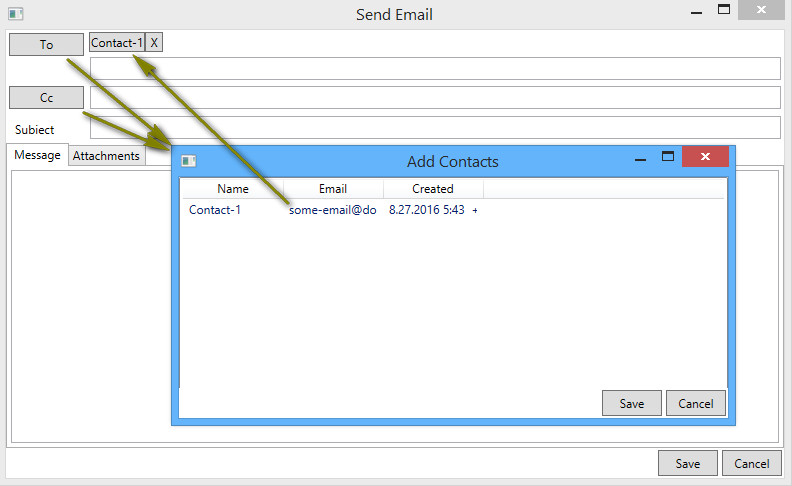 Send Email
To
Contact-1 X
Cc
Subiect
Message Attachments
Add Contacts
Name Email Created
Contact-1 some-email@do 8.27.2016 5:43 +
Save Cancel
Save Cancel